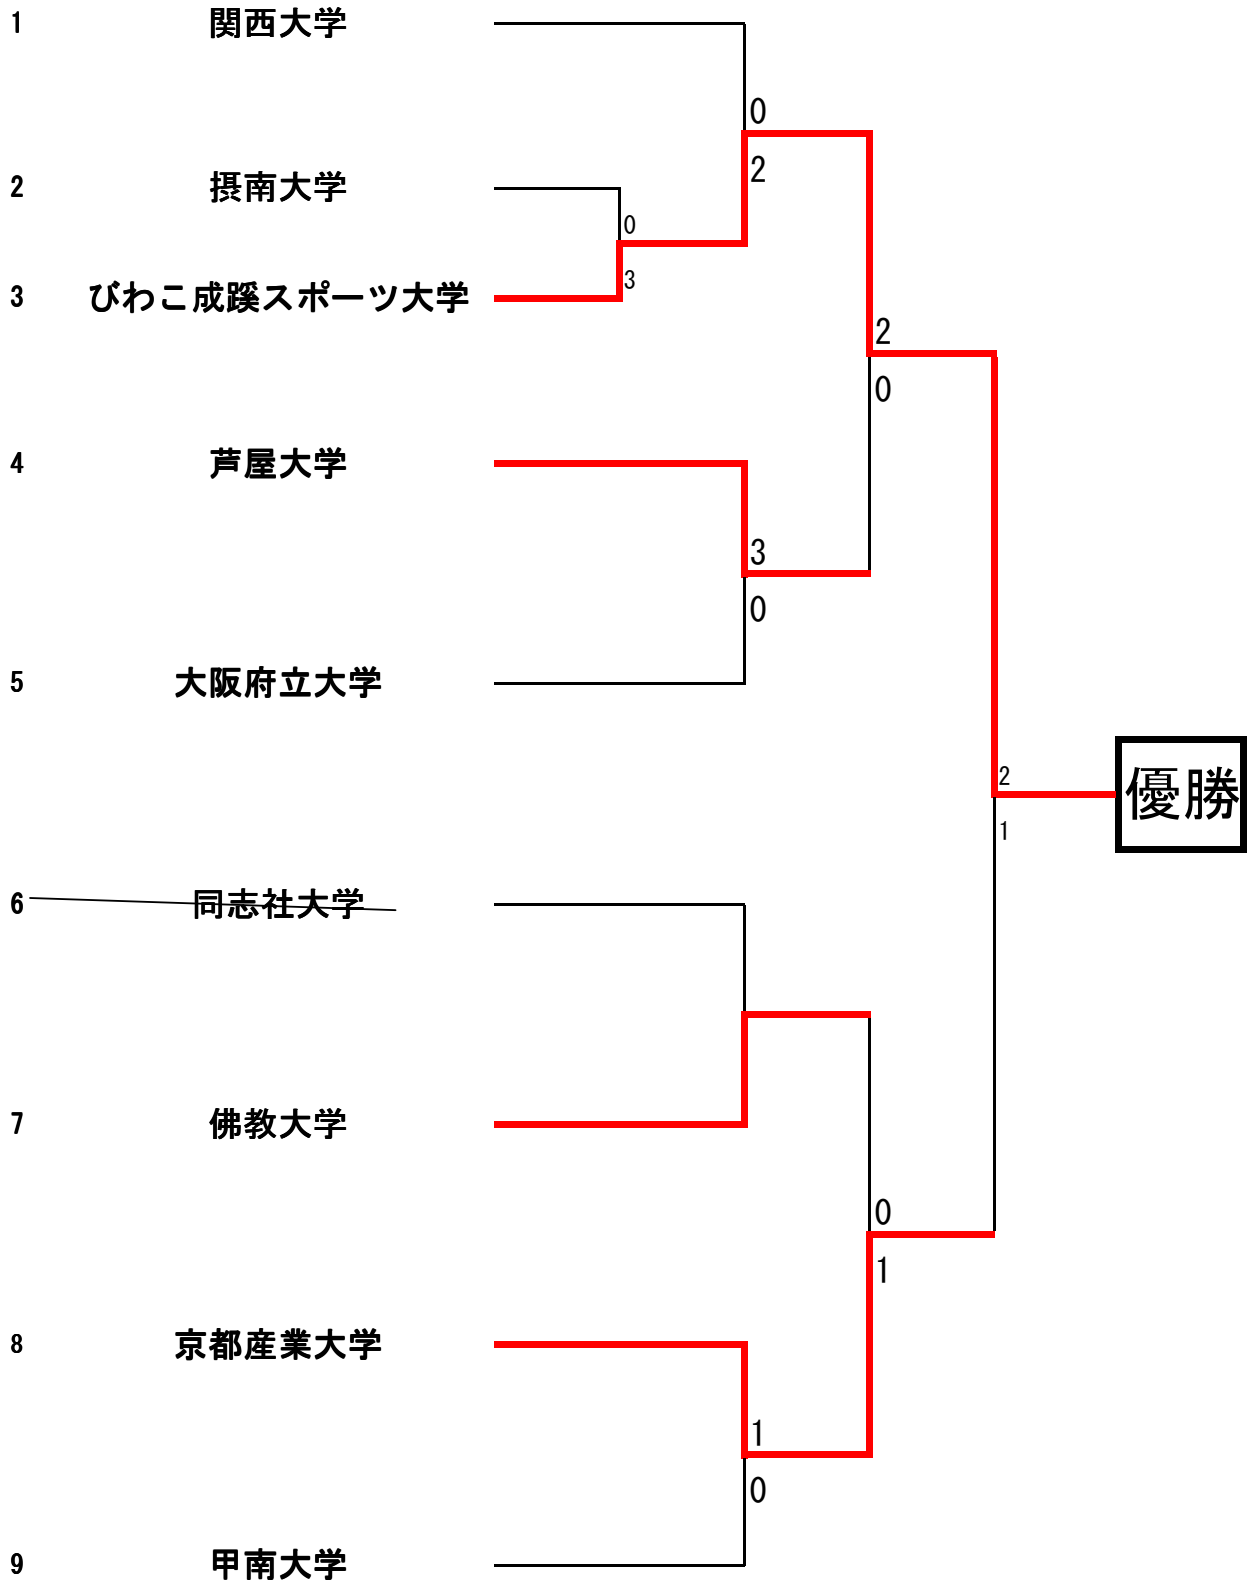 1 関西大学
0
2
2 摂南大学
0
3
3 びわこ成蹊スポーツ大学
2
0
4 芦屋大学
3
0
5 大阪府立大学
2
優勝
1
6 同志社大学
7 佛教大学
0
1
8 京都産業大学
1
0
9 甲南大学